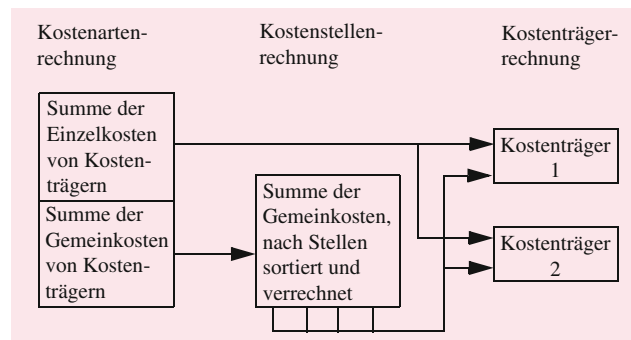 Kostenarten-
rechnung
Kostenstellen-
rechnung
Kostenträger-
rechnung
Summe der
Einzelkosten
von Kosten-
trägern
Summe der
Gemeinkosten
von Kosten-
trägern
Summe der
Gemeinkosten,
nach Stellen
sortiert und
verrechnet
Kostenträger
1
Kostenträger
2